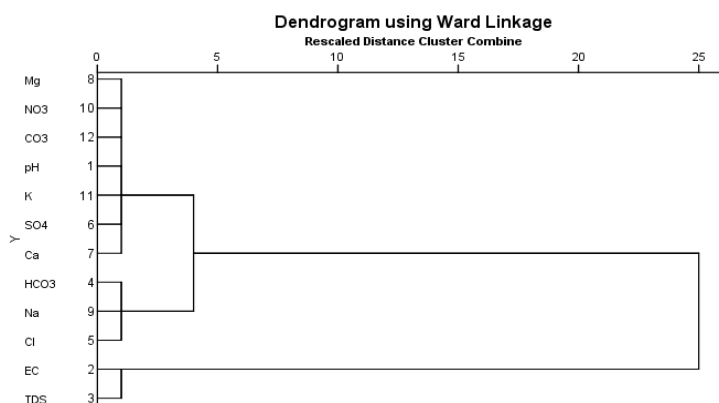 Dendrogram using Ward Linkage
Rescaled Distance Cluster Combine
0 5 10 15 20 25
Mg 8
NO3 10
CO3 12
pH 1
K 11
SO4 6
Y
Ca 7
HCO3 4
Na 9
Cl 5
EC 2
TDS 3